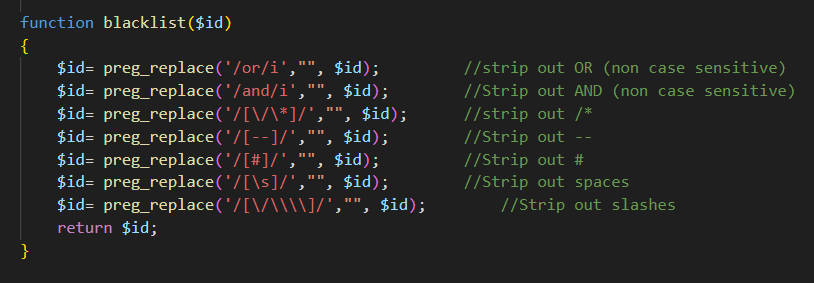 function blacklist($id)
{
    $id= preg_replace('/or/i',"", $id);         //strip out OR (non case sensitive)
    $id= preg_replace('/and/i',"", $id);        //Strip out AND (non case sensitive)
    $id= preg_replace('/[\/\*]/',"", $id);      //strip out /*
    $id= preg_replace('/[--]/',"", $id);        //Strip out --
    $id= preg_replace('/[#]/',"", $id);         //Strip out #
    $id= preg_replace('/[\s]/',"", $id);        //Strip out spaces
    $id= preg_replace('/[\/\\\\]/',"", $id);        //Strip out slashes
    return $id;
}